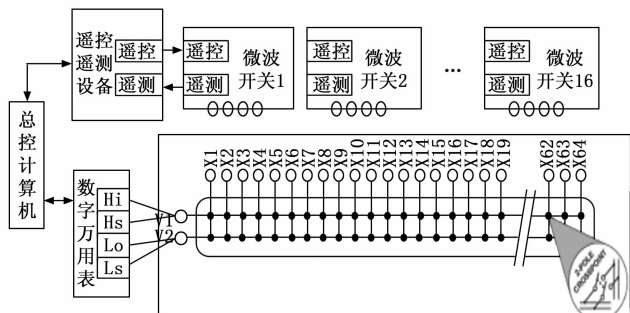 遥控
遥测
设备
遥控
遥测
遥控
遥测
微波
开关1
遥控
遥测
微波
开关2
...
遥控
遥测
微波
开关16
总控计算机
数字万用表
Hi
Hs
Lo
Ls
V1
V2
X1
X2
X3
X4
X5
X6
X7
X8
X9
X10
X11
X12
X13
X14
X15
X16
X17
X18
X19
X62
X63
X64
2-POLE
CROSSPOINT